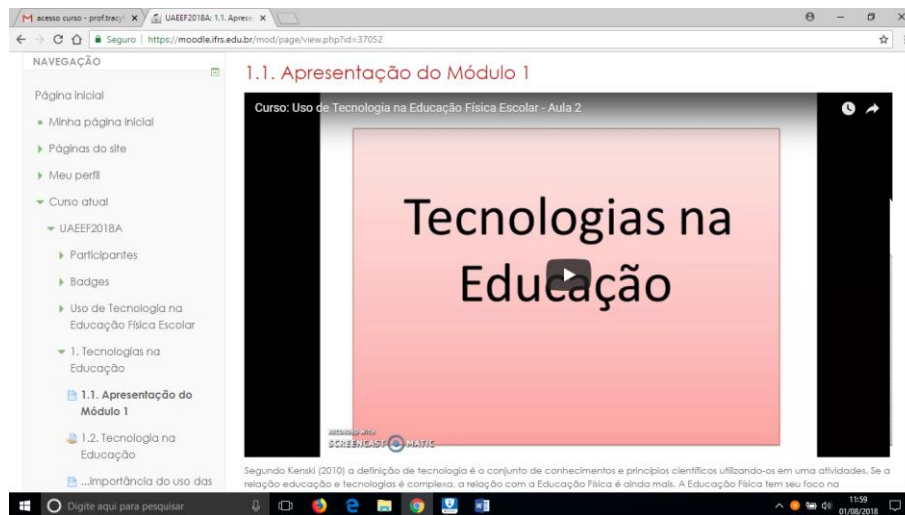 acesso curso - prof.tracy
UAEEF2018A: 1.1. Aprese
Seguro | https://moodle.ifrs.edu.br/mod/page/view.php?id=37052
NAVEGAÇÃO
Página inicial
Minha página inicial
Páginas do site
Meu perfil
Curso atual
UAEEF2018A
Participantes
Badges
Uso de Tecnologia na
Educação Física Escolar
1. Tecnologias na
Educação
1.1. Apresentação do
Módulo 1
1.2. Tecnologia na
Educação
...importância do uso das
1.1. Apresentação do Módulo 1
Curso: Uso de Tecnologia na Educação Física Escolar - Aula 2
Tecnologias na
Educação
RECORDED WITH
SCREENCAST MATIC
Segundo Kenski (2010) a definição de tecnologia é o conjunto de conhecimentos e princípios científicos utilizando-os em uma atividades. Se a
relação educação e tecnologias é complexa, a relação com a Educação Física é ainda mais. A Educação Física tem seu foco na
Digite aqui para pesquisar
11:59
01/08/2018